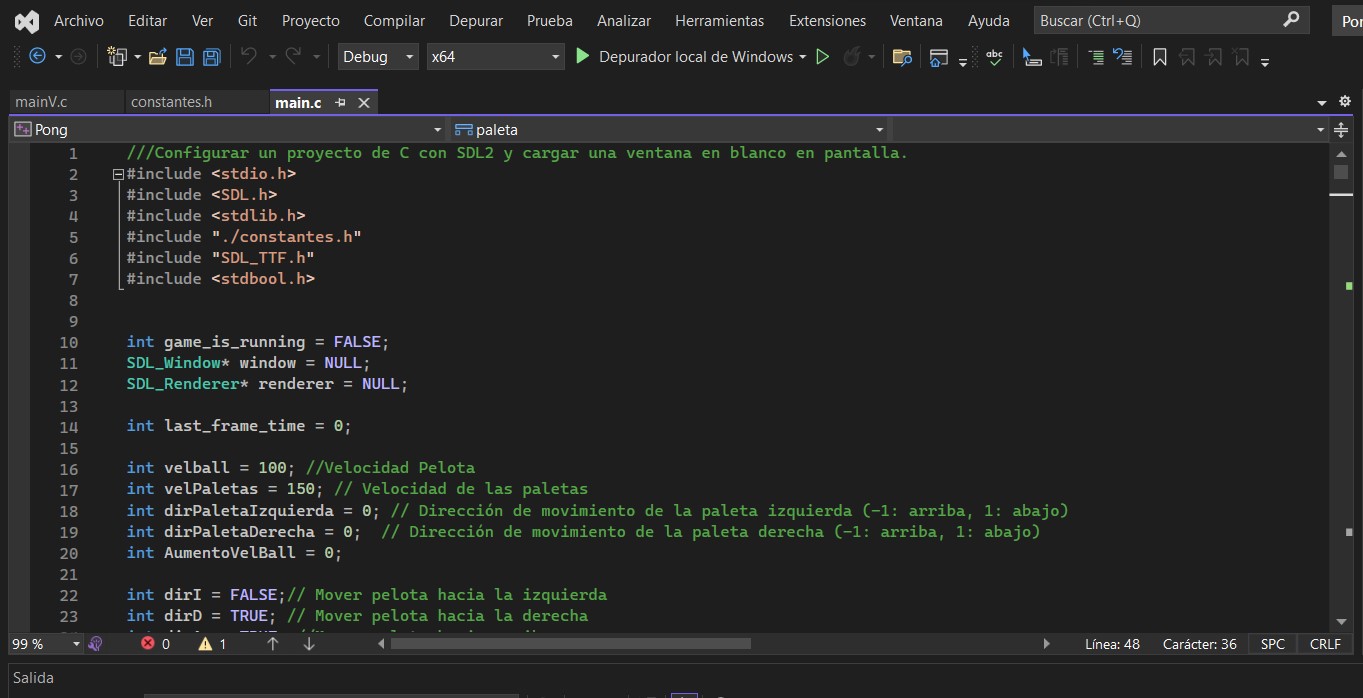 Archivo Editar Ver Git Proyecto Compilar Depurar Prueba Analizar Herramientas Extensiones Ventana Ayuda Buscar (Ctrl+Q) Pon
Debug x64 Depurador local de Windows abc
mainV.c constantes.h main.c
Pong paleta
1 ///Configurar un proyecto de C con SDL2 y cargar una ventana en blanco en pantalla.
2 #include <stdio.h>
3 #include <SDL.h>
4 #include <stdlib.h>
5 #include "./constantes.h"
6 #include "SDL_TTF.h"
7 #include <stdbool.h>
8
9
10 int game_is_running = FALSE;
11 SDL_Window* window = NULL;
12 SDL_Renderer* renderer = NULL;
13
14 int last_frame_time = 0;
15
16 int velball = 100; //Velocidad Pelota
17 int velPaletas = 150; // Velocidad de las paletas
18 int dirPaletaIzquierda = 0; // Dirección de movimiento de la paleta izquierda (-1: arriba, 1: abajo)
19 int dirPaletaDerecha = 0; // Dirección de movimiento de la paleta derecha (-1: arriba, 1: abajo)
20 int AumentoVelBall = 0;
21
22 int dirI = FALSE;// Mover pelota hacia la izquierda
23 int dirD = TRUE; // Mover pelota hacia la derecha
99 % 0 1 Línea: 48 Carácter: 36 SPC CRLF
Salida